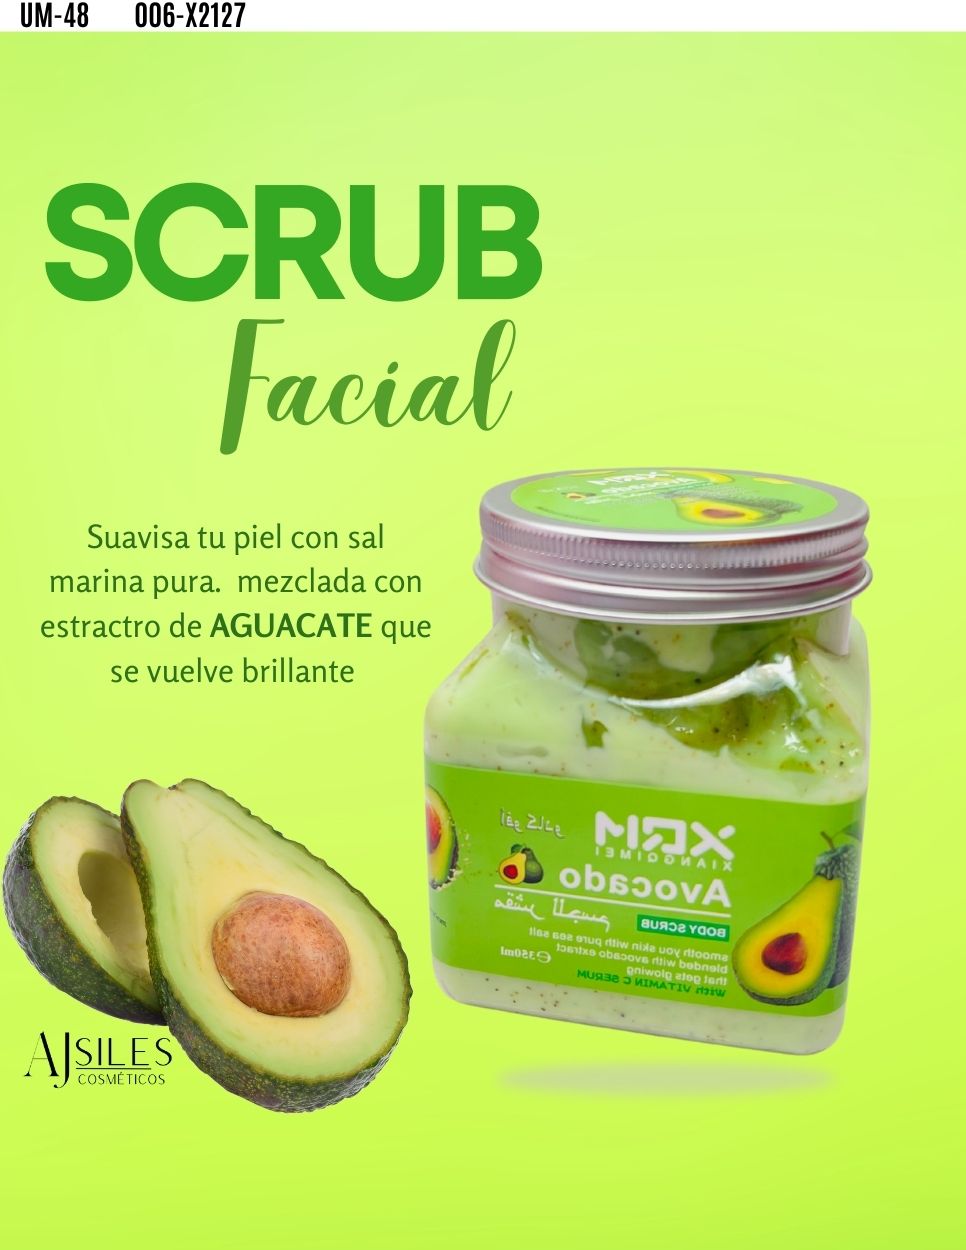 UM-48 006-X2127
SCRUB
Facial
Suavisa tu piel con sal
marina pura. mezclada con
estractro de AGUACATE que
se vuelve brillante
XQM
XIANGQIMEI
Avocado
مقشر الجسم
BODY SCRUB
smooth you skin with pure sea salt
blended with avocado extract
that gets glowing
With VITAMIN C SERUM
℮350ml
AJSILES
COSMÉTICOS